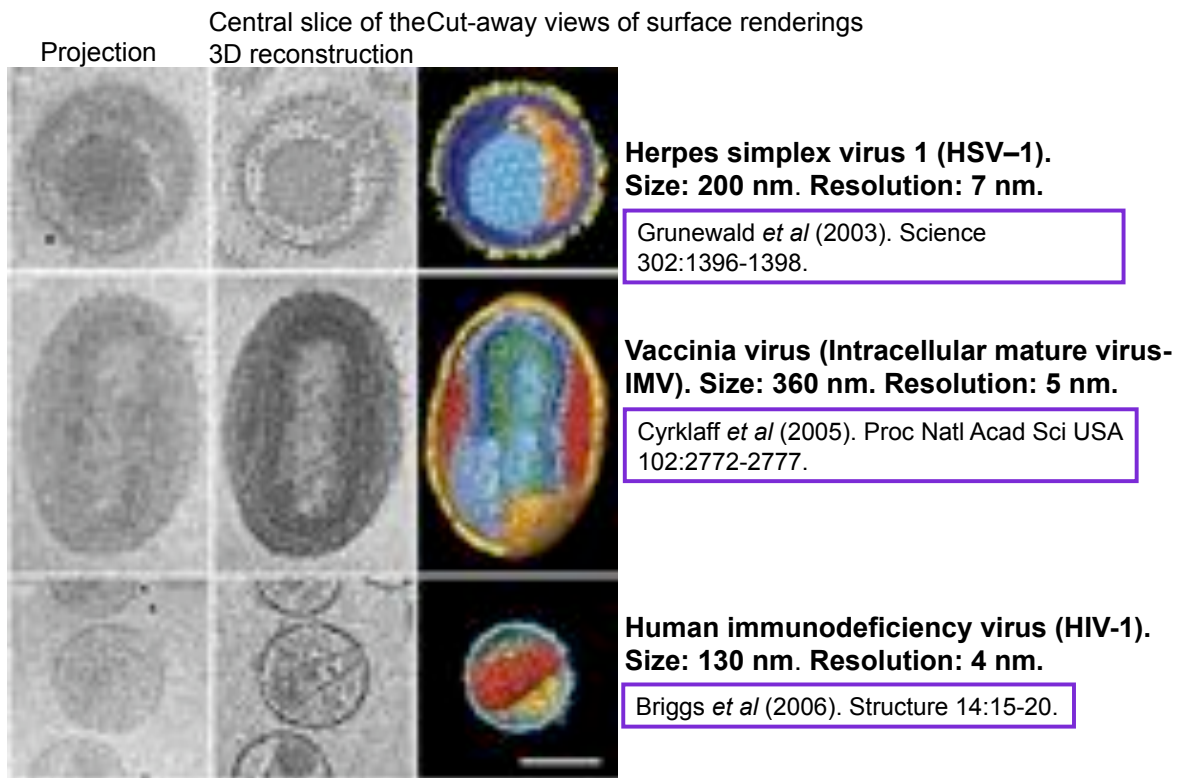 Central slice of theCut-away views of surface renderings
Projection
3D reconstruction
Herpes simplex virus 1 (HSV–1).
Size: 200 nm. Resolution: 7 nm.
Grunewald et al (2003). Science
302:1396-1398.
Vaccinia virus (Intracellular mature virus-
IMV). Size: 360 nm. Resolution: 5 nm.
Cyrklaff et al (2005). Proc Natl Acad Sci USA
102:2772-2777.
Human immunodeficiency virus (HIV-1).
Size: 130 nm. Resolution: 4 nm.
Briggs et al (2006). Structure 14:15-20.